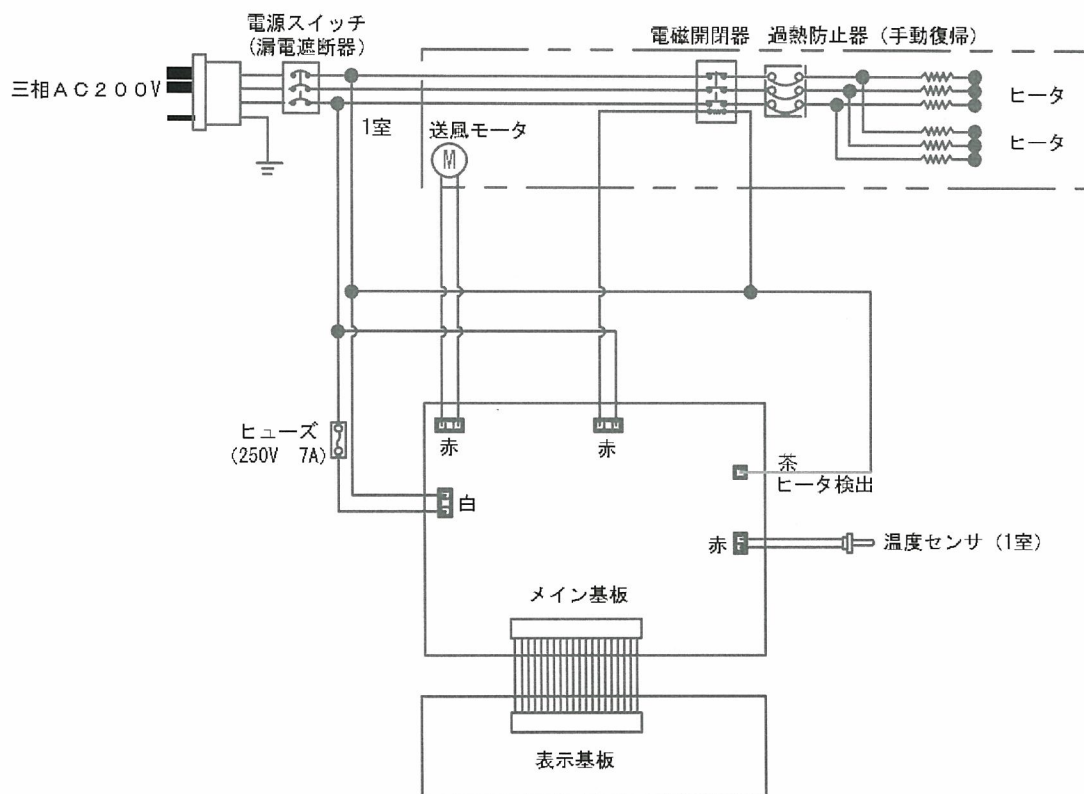 電源スイッチ
(漏電遮断器)
電磁開閉器 過熱防止器(手動復帰)
三相AC200V
ヒータ
1室
送風モータ
M
ヒータ
ヒューズ
(250V 7A)
赤
赤
茶
ヒータ検出
白
赤
温度センサ(1室)
メイン基板
表示基板